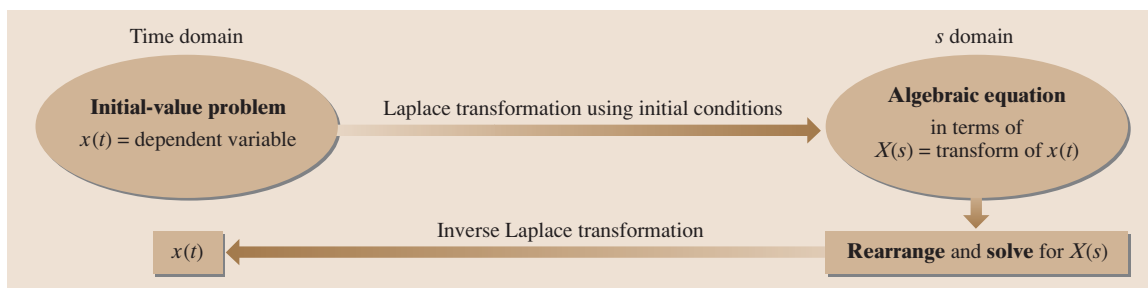 Time domain
s domain
Initial-value problem
x(t) = dependent variable
Laplace transformation using initial conditions
Algebraic equation
in terms of
X(s) = transform of x(t)
x(t)
Inverse Laplace transformation
Rearrange and solve for X(s)